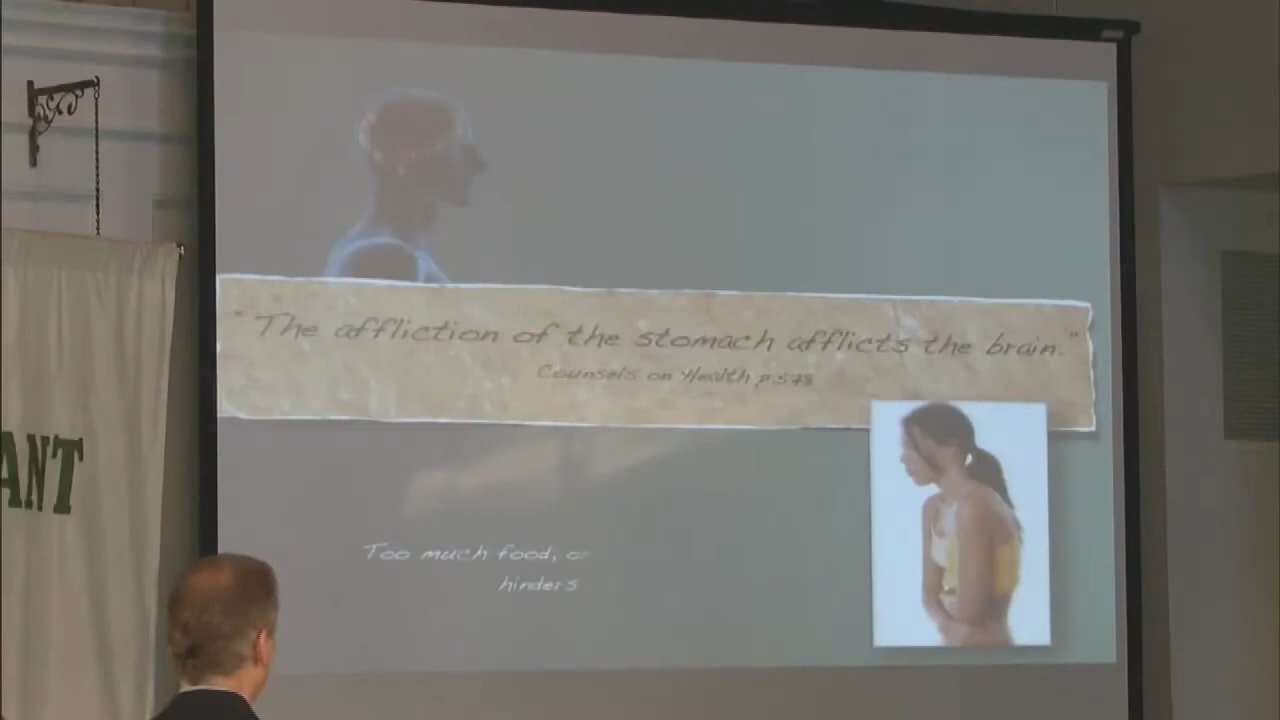 "The affliction of the stomach afflicts the brain."
Counsels on Health p.578
Too much food, or
hinders
ANT